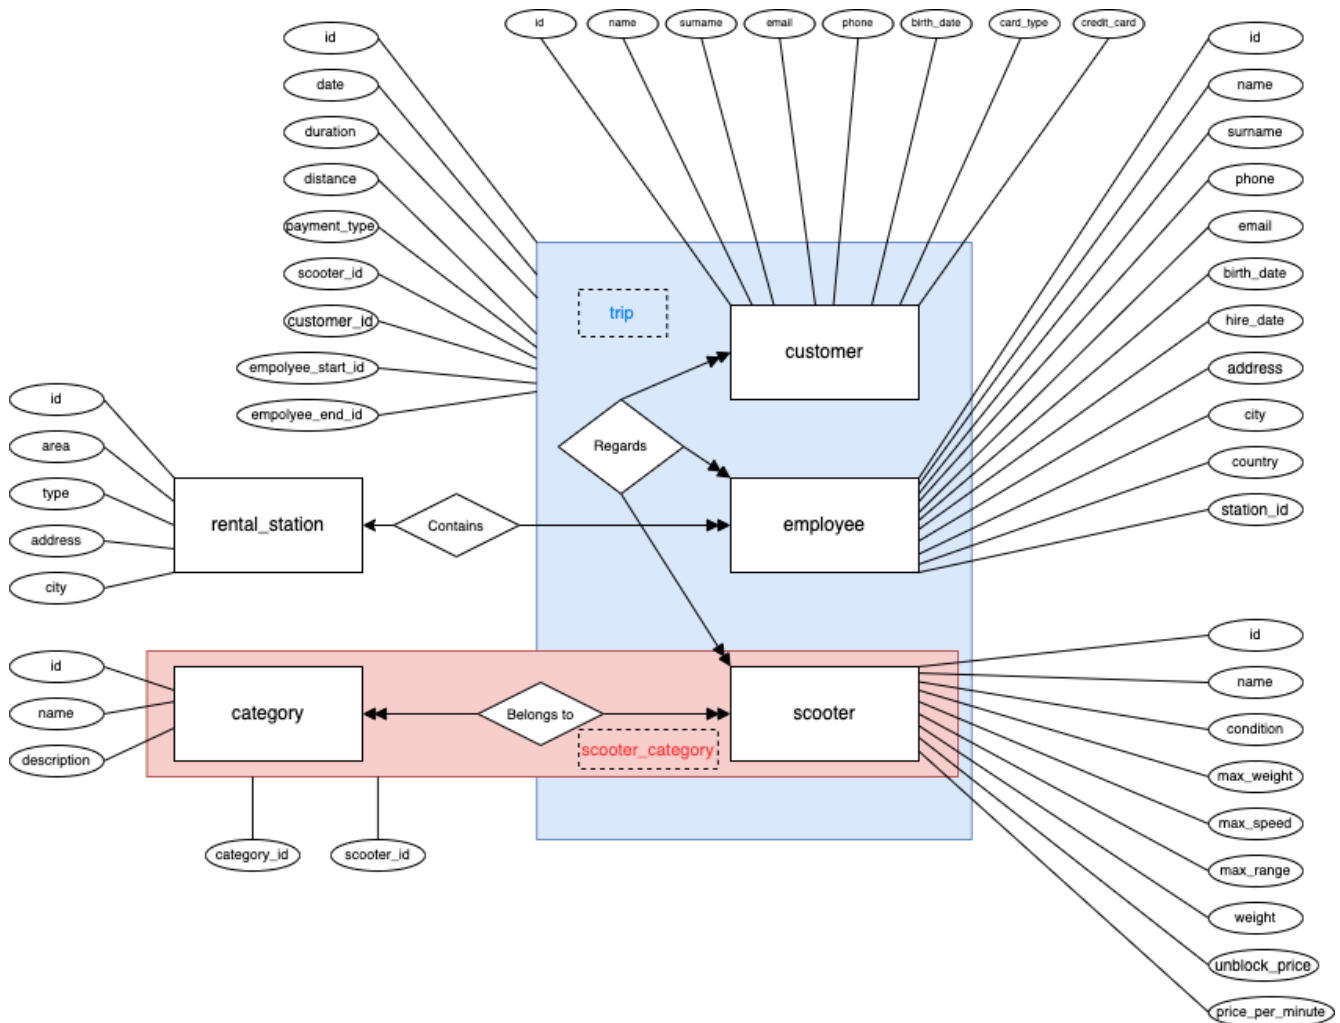 id
name
surname
email
phone
birth_date
card_type
credit_card
id
date
duration
distance
payment_type
scooter_id
customer_id
empolyee_start_id
empolyee_end_id
id
name
surname
phone
email
birth_date
hire_date
address
city
country
station_id
trip
customer
Regards
id
area
type
address
city
rental_station
Contains
employee
id
name
description
category
Belongs to
scooter_category
scooter
category_id
scooter_id
id
name
condition
max_weight
max_speed
max_range
weight
unblock_price
price_per_minute